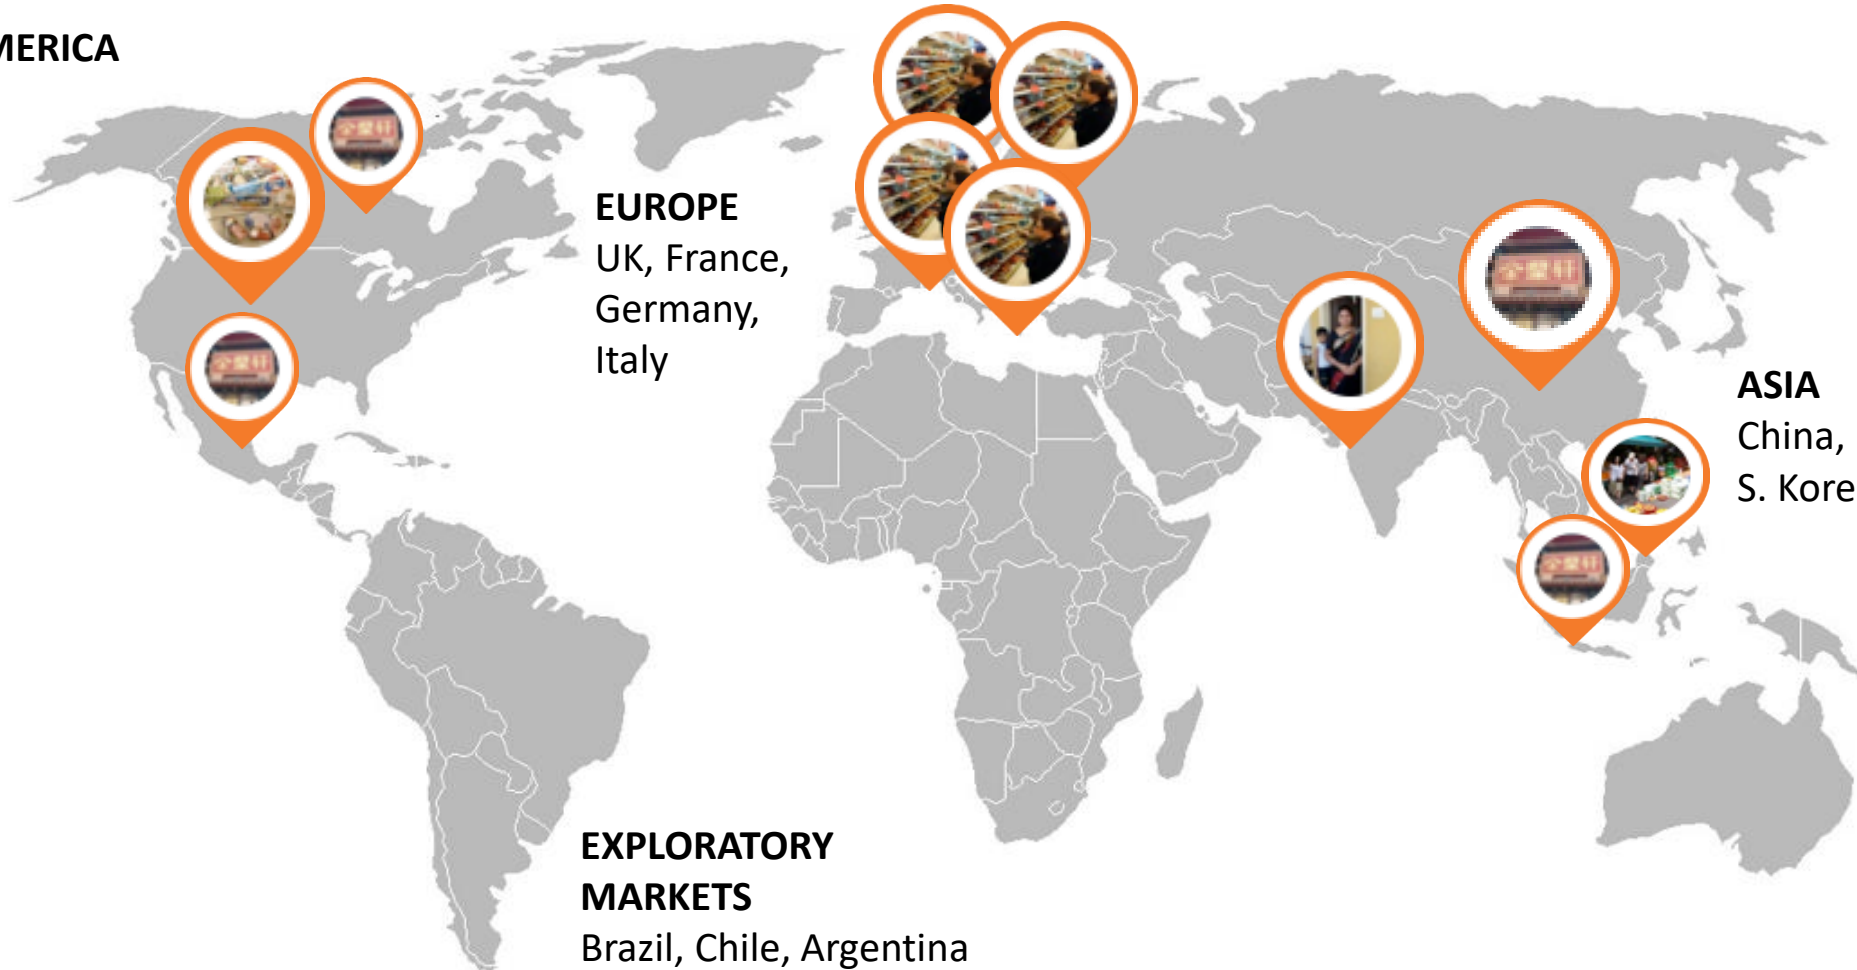 MERICA
EUROPE
UK, France,
Germany,
Italy
ASIA
China,
S. Kore
EXPLORATORY
MARKETS
Brazil, Chile, Argentina